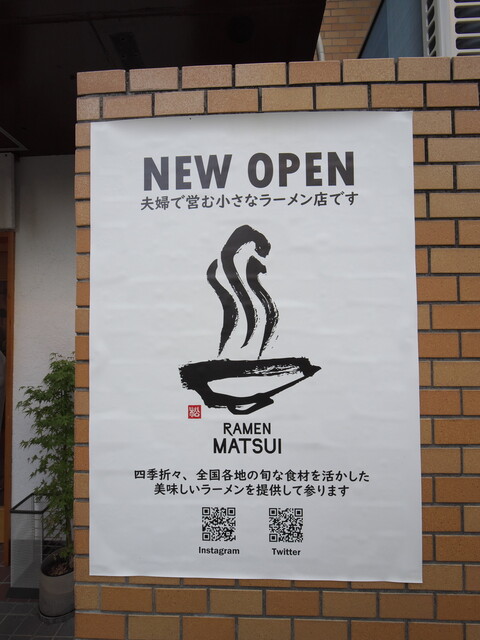 NEW OPEN
夫婦で営む小さなラーメン店です
松
RAMEN
MATSUI
四季折々、全国各地の旬な食材を活かした
美味しいラーメンを提供して参ります
Instagram Twitter